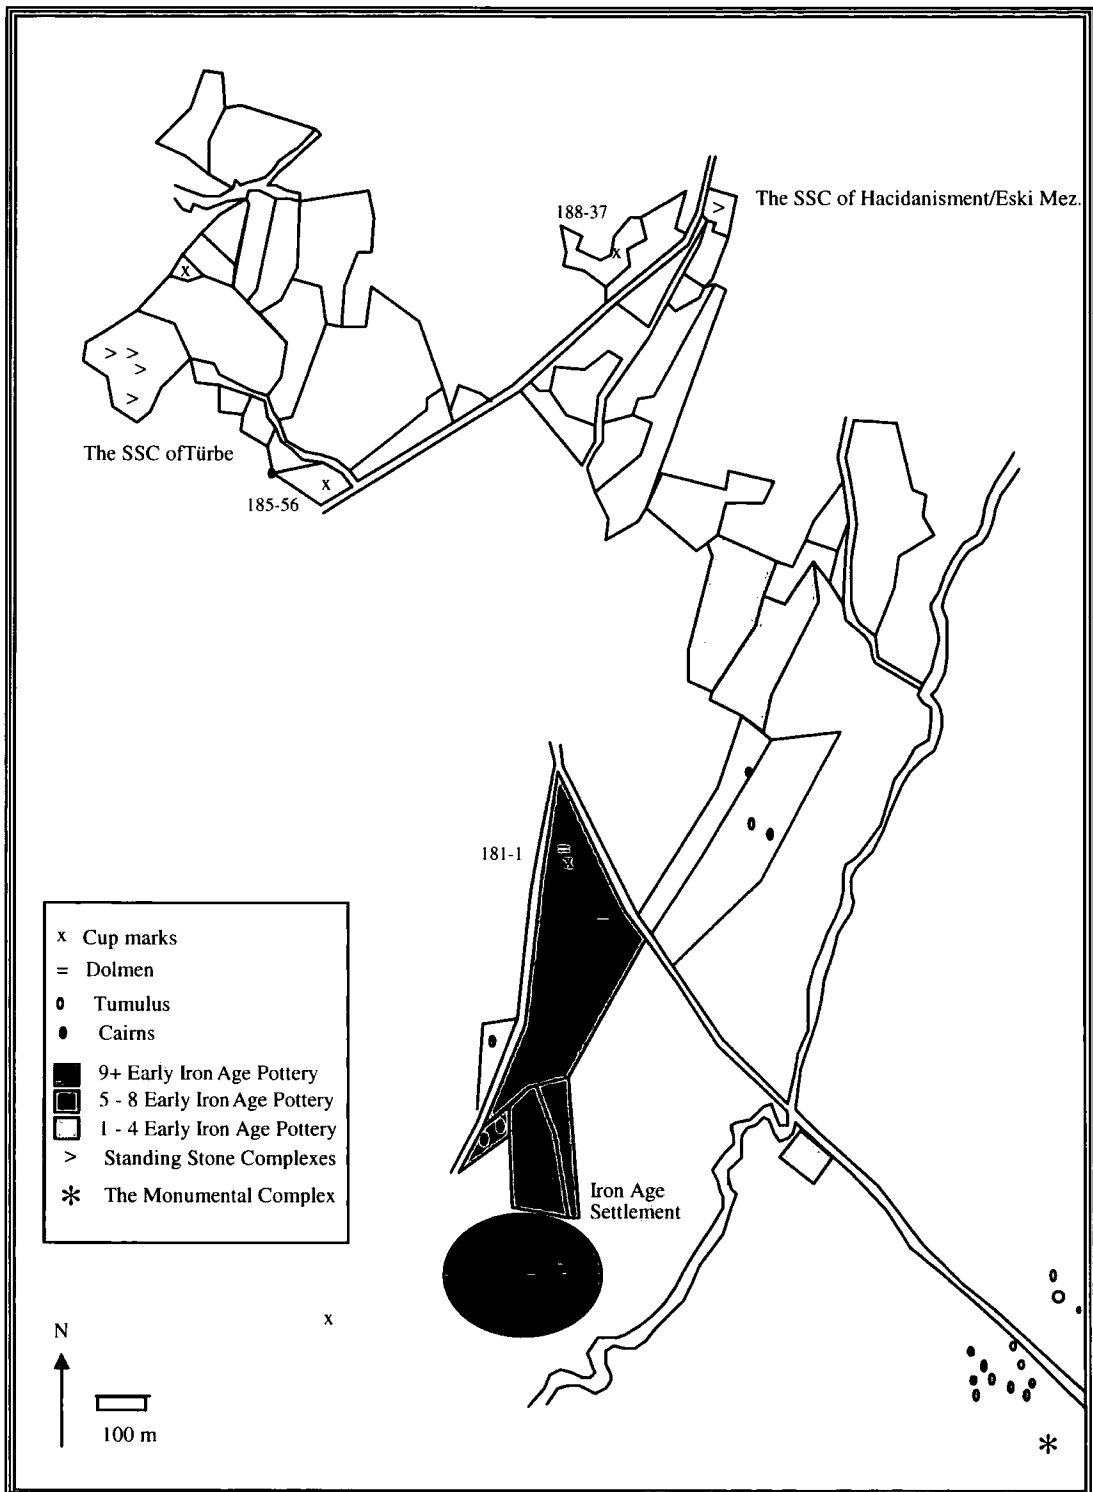 The SSC of Hacidanisment/Eski Mez.
188-37
x
>
x
> >
>
>
The SSC ofTürbe
x
185-56
181-1
x Cup marks
= Dolmen
Tumulus
Cairns
9+ Early Iron Age Pottery
5 - 8 Early Iron Age Pottery
1 - 4 Early Iron Age Pottery
> Standing Stone Complexes
* The Monumental Complex
Iron Age
Settlement
x
N
100 m
*